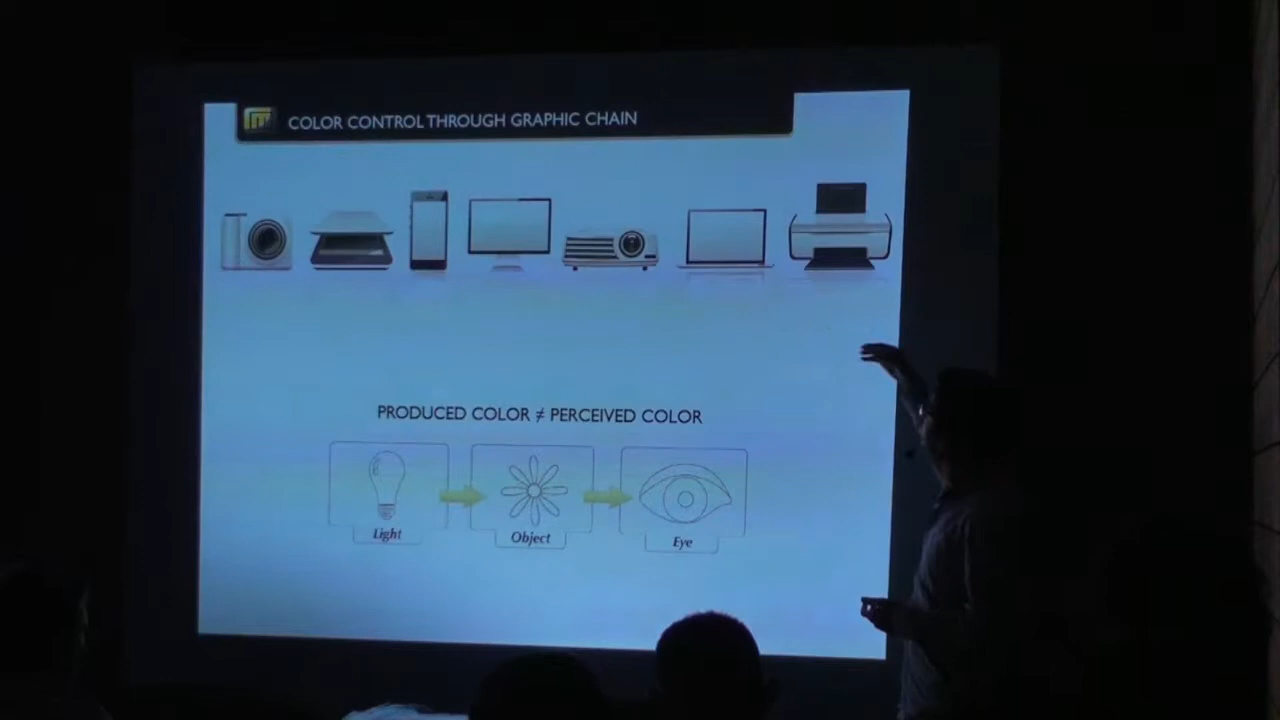 COLOR CONTROL THROUGH GRAPHIC CHAIN
PRODUCED COLOR ≠ PERCEIVED COLOR
Light
Object
Eye